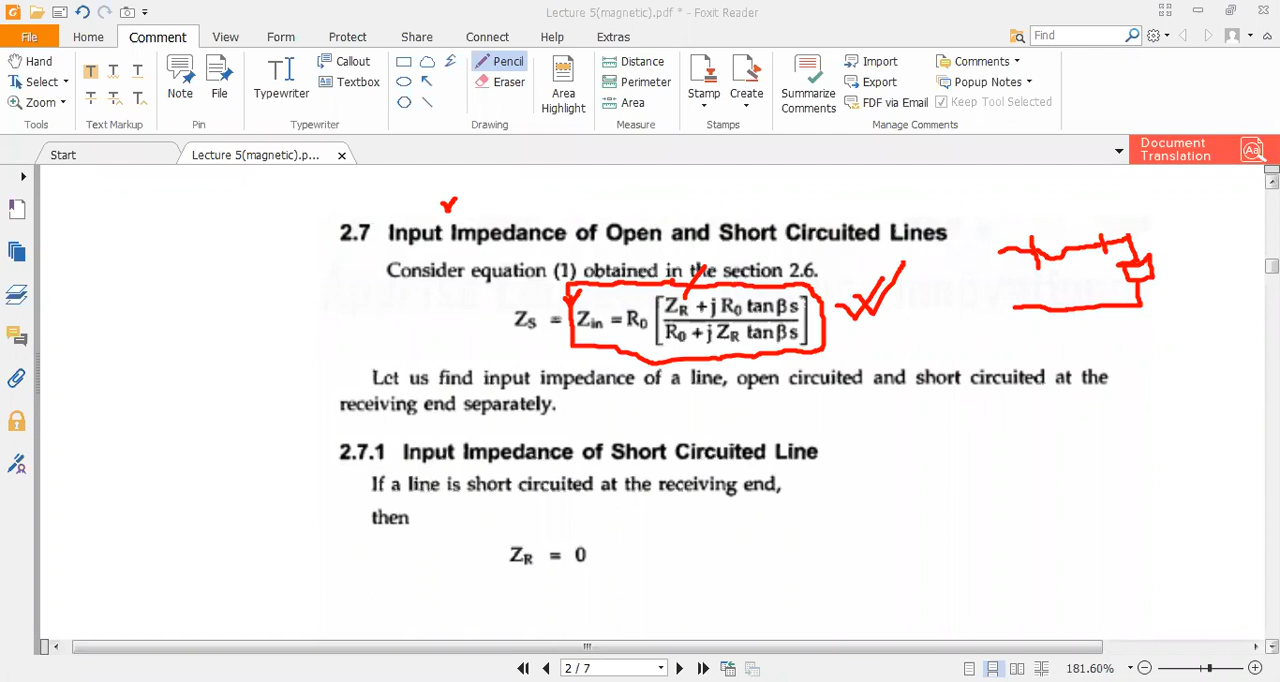 Lecture 5(magnetic).pdf * - Foxit Reader
File Home Comment View Form Protect Share Connect Help Extras Find
Hand
Select
Zoom
Tools
Text Markup
Note
File
Pin
Typewriter
Callout
Textbox
Typewriter
Pencil
Eraser
Drawing
Area Highlight
Distance
Perimeter
Area
Measure
Stamp
Create
Stamps
Summarize Comments
Import
Export
FDF via Email
Comments
Popup Notes
Keep Tool Selected
Manage Comments
Start
Lecture 5(magnetic).p...
Document Translation
2.7 Input Impedance of Open and Short Circuited Lines
Consider equation (1) obtained in the section 2.6.
Z_S = Z_in = R_0 [ (Z_R + j R_0 tan β s) / (R_0 + j Z_R tan β s) ]
Let us find input impedance of a line, open circuited and short circuited at the
receiving end separately.
2.7.1 Input Impedance of Short Circuited Line
If a line is short circuited at the receiving end,
then
Z_R = 0
2 / 7
181.60%